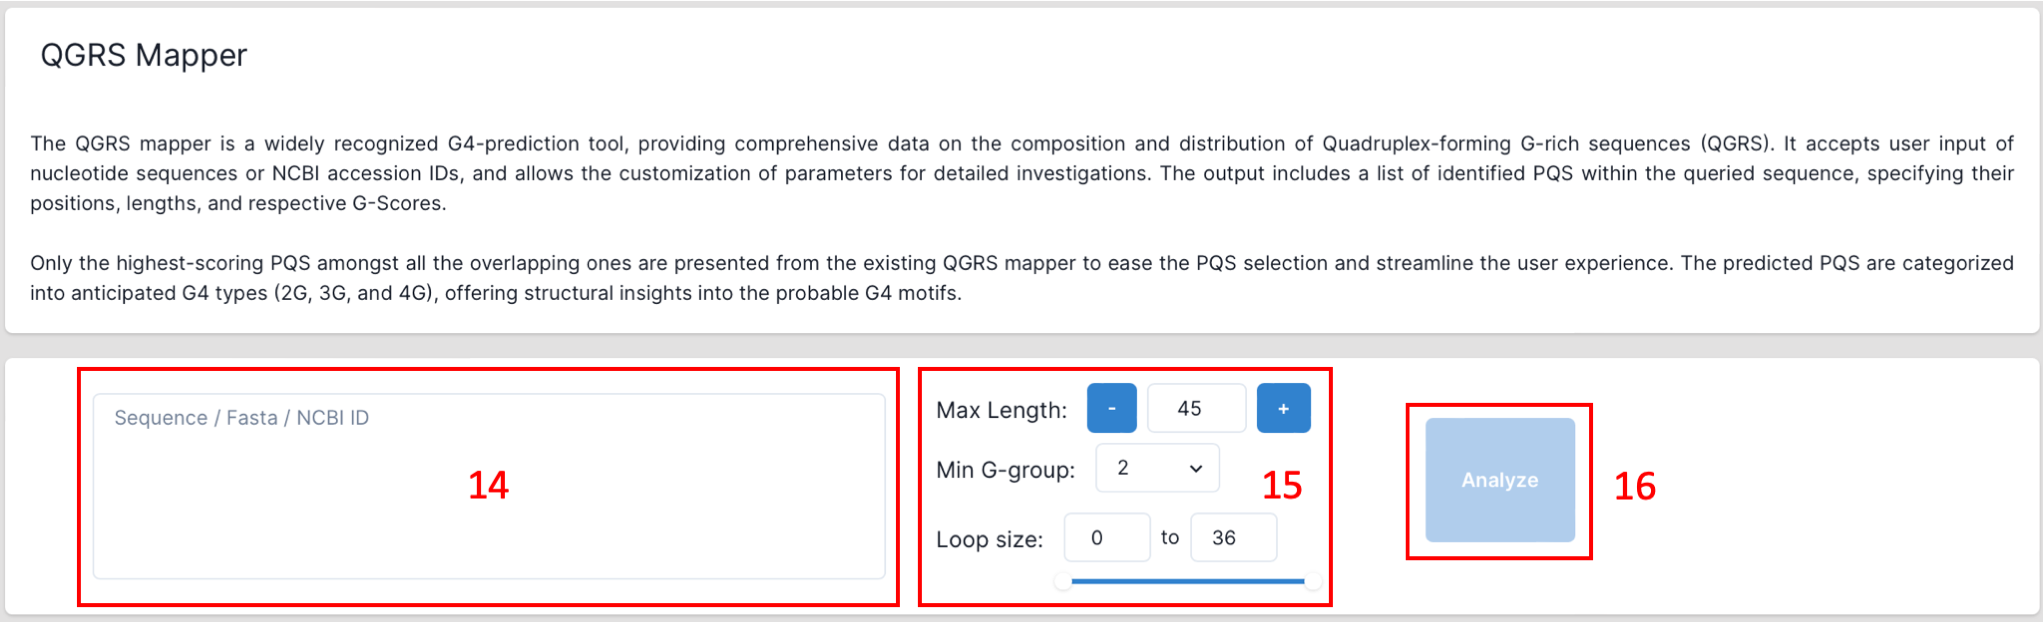 QGRS Mapper
The QGRS mapper is a widely recognized G4-prediction tool, providing comprehensive data on the composition and distribution of Quadruplex-forming G-rich sequences (QGRS). It accepts user input of
nucleotide sequences or NCBI accession IDs, and allows the customization of parameters for detailed investigations. The output includes a list of identified PQS within the queried sequence, specifying their
positions, lengths, and respective G-Scores.
Only the highest-scoring PQS amongst all the overlapping ones are presented from the existing QGRS mapper to ease the PQS selection and streamline the user experience. The predicted PQS are categorized
into anticipated G4 types (2G, 3G, and 4G), offering structural insights into the probable G4 motifs.
Sequence / Fasta / NCBI ID
14
Max Length: - 45 +
Min G-group: 2
15
Loop size: 0 to 36
Analyze
16